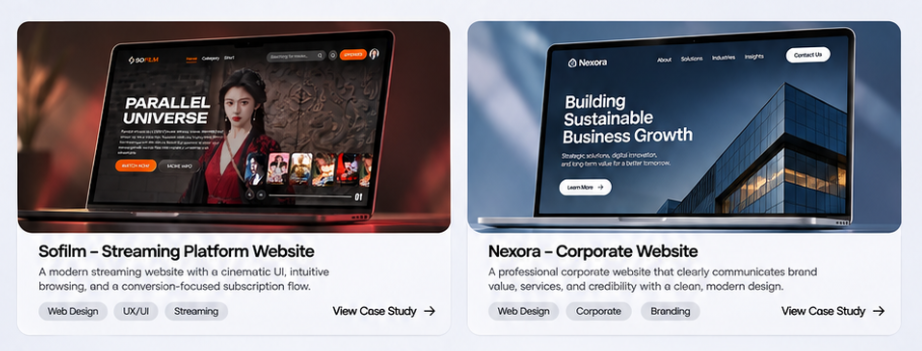 SOFILM
Home Category
UPGRADE
PARALLEL
UNIVERSE
WATCH NOW MORE INFO
01
Nexora
About Solutions Industries Insights Contact Us
Building
Sustainable
Business Growth
Strategic solutions, digital innovation,
and long-term value for a better tomorrow.
Learn More →
Sofilm – Streaming Platform Website
A modern streaming website with a cinematic UI, intuitive
browsing, and a conversion-focused subscription flow.
Web Design UX/UI Streaming View Case Study →
Nexora – Corporate Website
A professional corporate website that clearly communicates brand
value, services, and credibility with a clean, modern design.
Web Design Corporate Branding View Case Study →